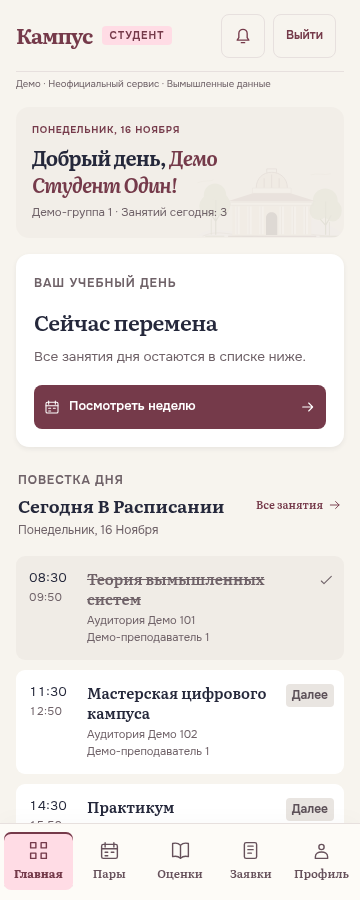 Кампус СТУДЕНТ Выйти
Демо · Неофициальный сервис · Вымышленные данные
ПОНЕДЕЛЬНИК, 16 НОЯБРЯ
Добрый день, Демо
Студент Один!
Демо-группа 1 · Занятий сегодня: 3
ВАШ УЧЕБНЫЙ ДЕНЬ
Сейчас перемена
Все занятия дня остаются в списке ниже.
Посмотреть неделю
ПОВЕСТКА ДНЯ
Сегодня В Расписании Все занятия
Понедельник, 16 Ноября
08:30 Теория вымышленных
09:50 систем
Аудитория Демо 101
Демо-преподаватель 1
11:30 Мастерская цифрового Далее
12:50 кампуса
Аудитория Демо 102
Демо-преподаватель 1
14:30 Практикум Далее
Главная Пары Оценки Заявки Профиль